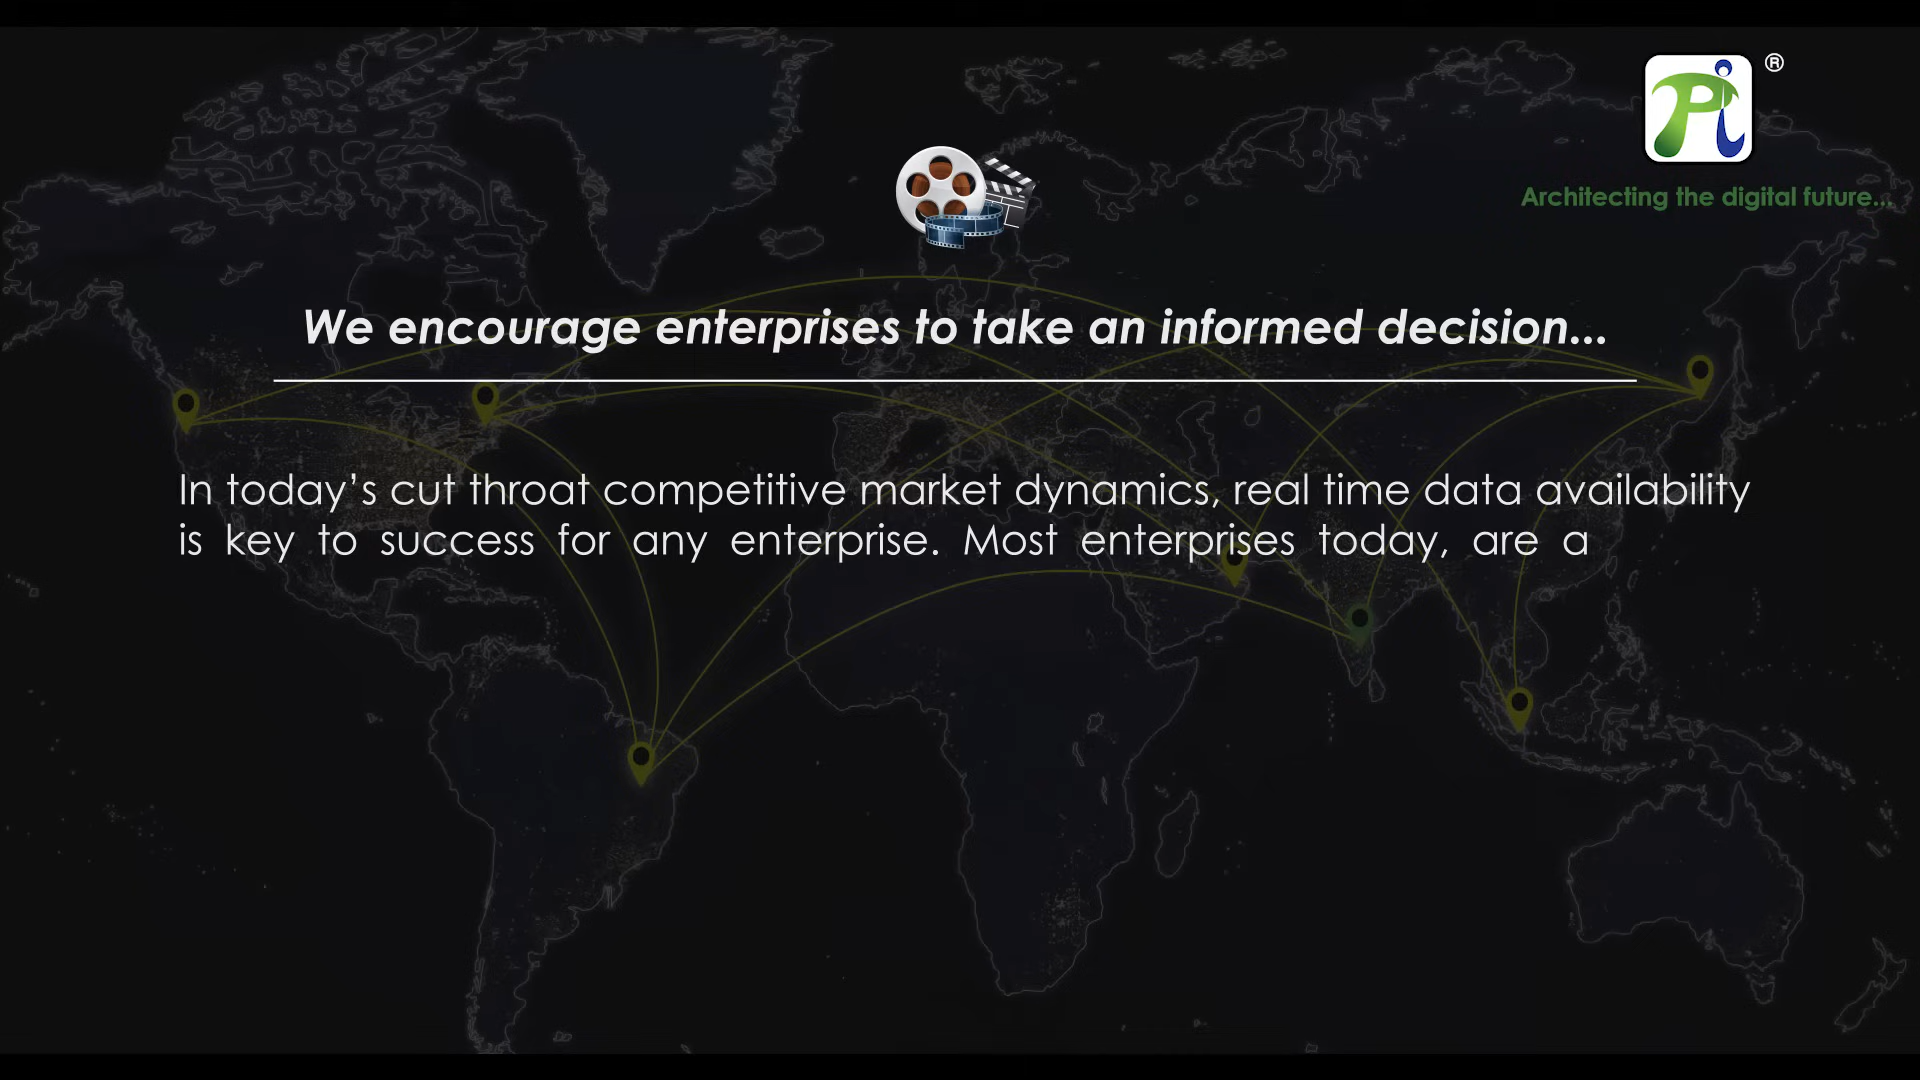 Pi ®
Architecting the digital future...
We encourage enterprises to take an informed decision...
In today’s cut throat competitive market dynamics, real time data availability
is key to success for any enterprise. Most enterprises today, are a